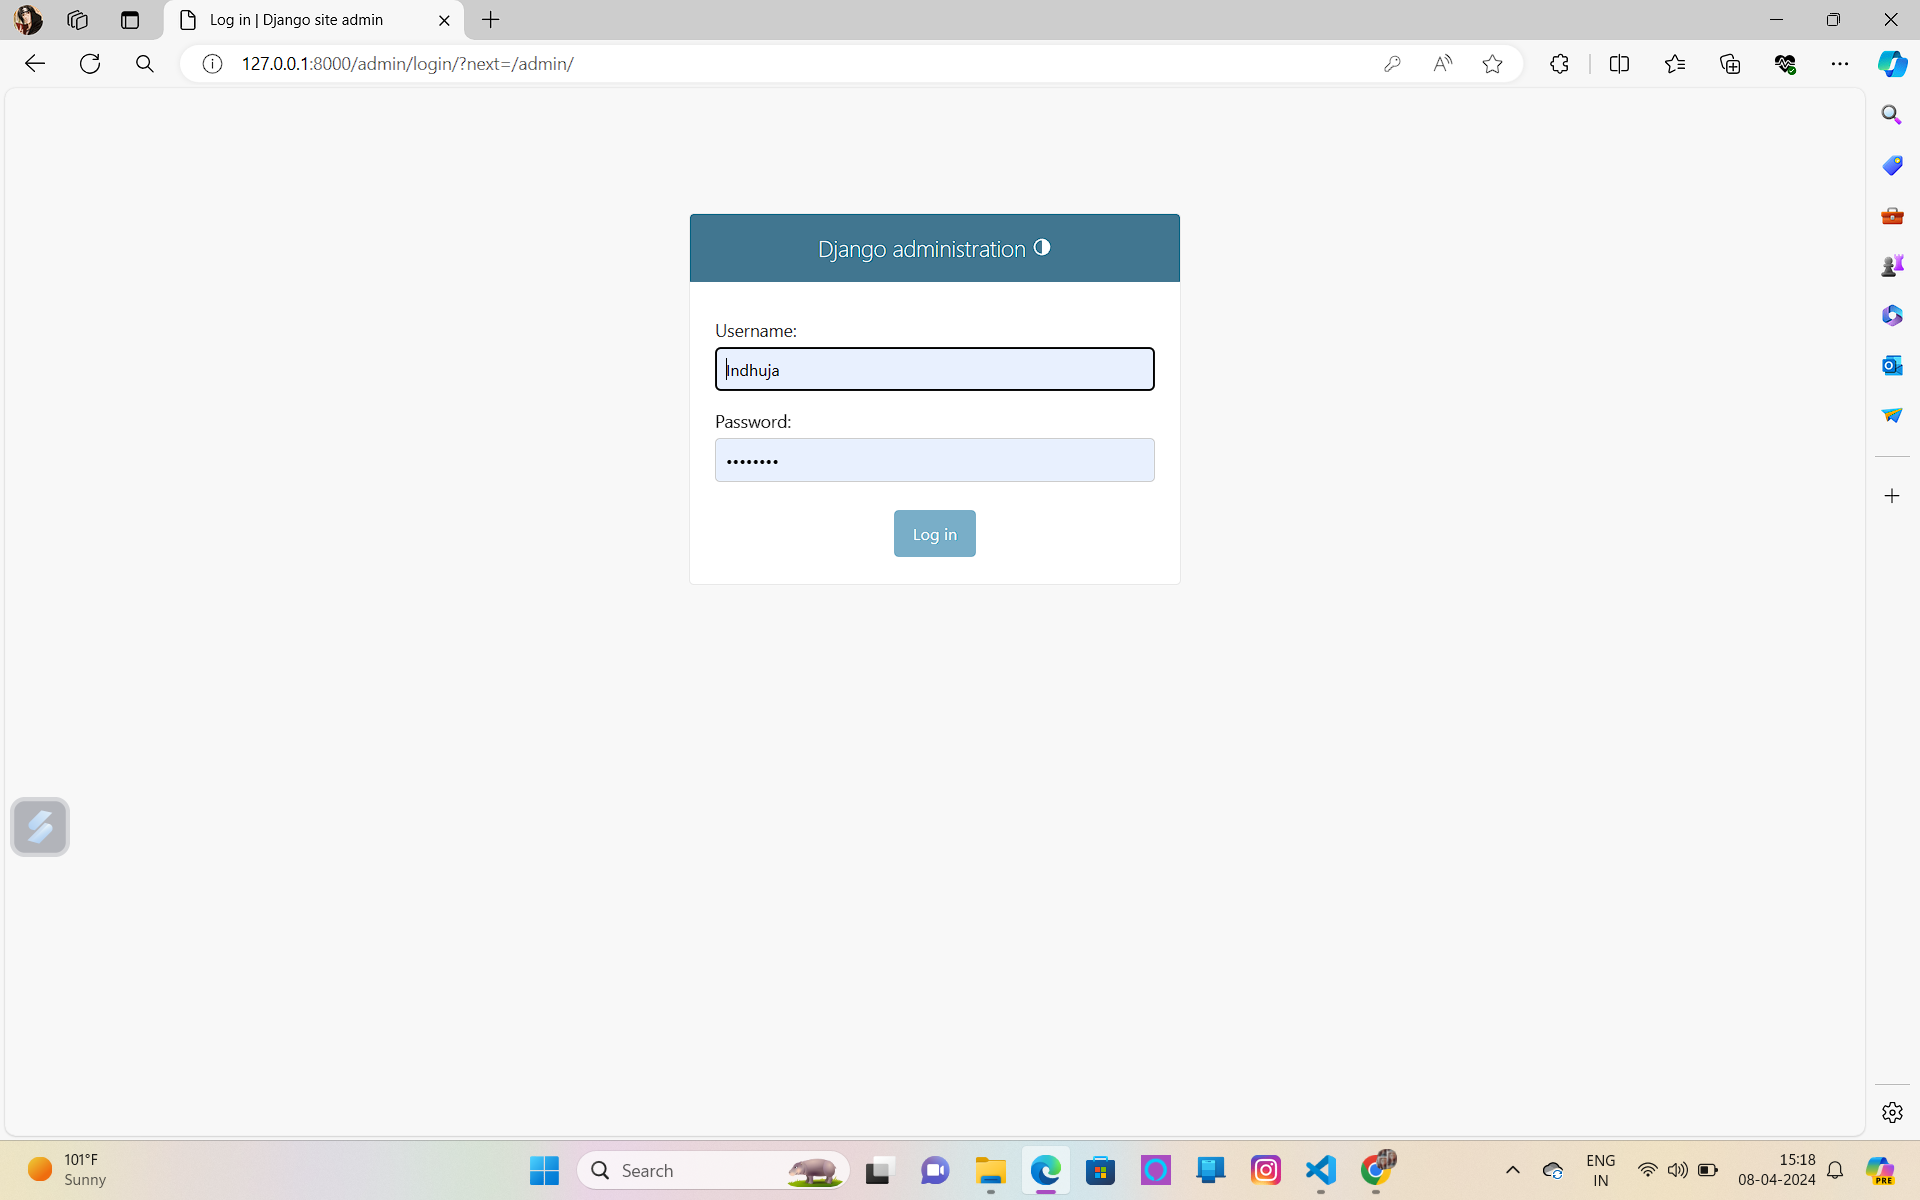 Log in | Django site admin
127.0.0.1:8000/admin/login/?next=/admin/
Django administration
Username:
Indhuja
Password:
••••••••
Log in
101°F
Sunny
Search
ENG
IN
15:18
08-04-2024
PRE